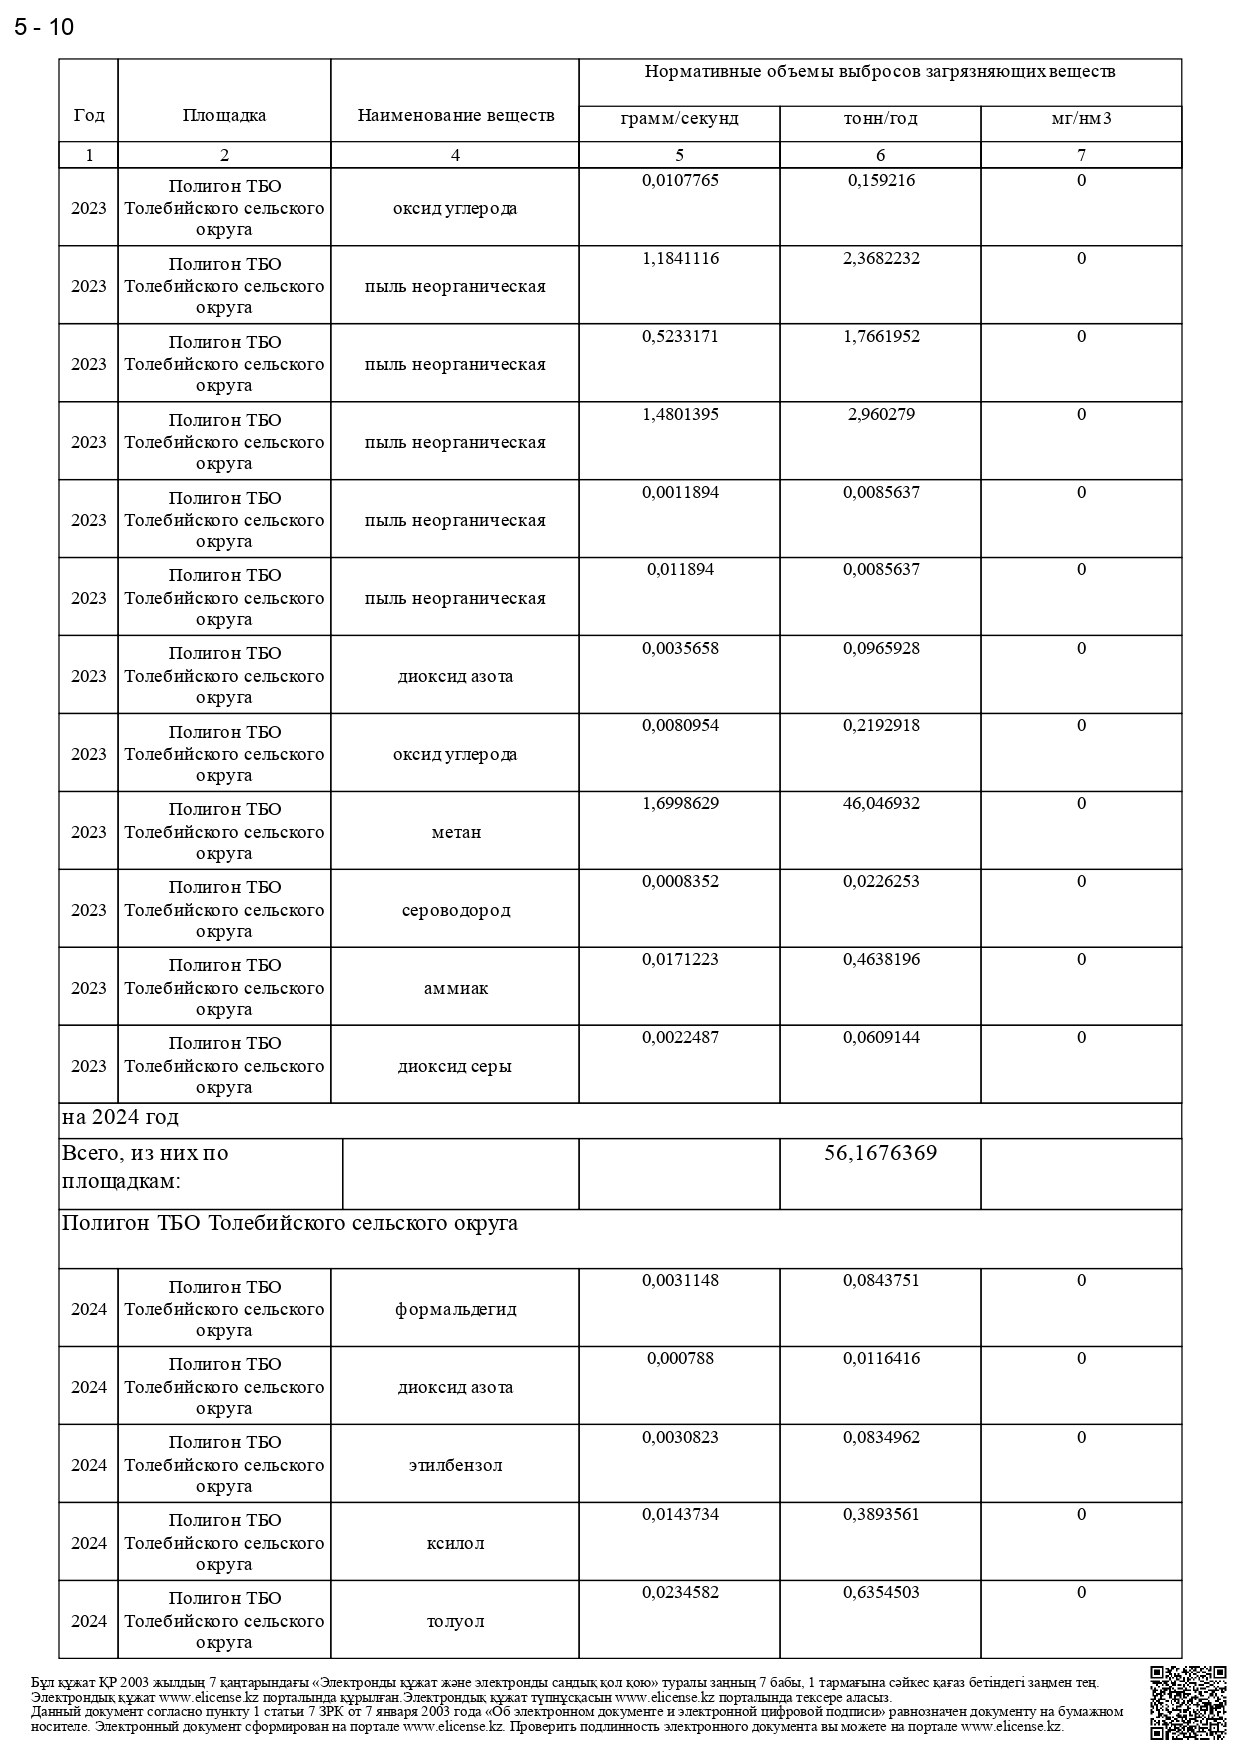 5 - 10
Нормативные объемы выбросов загрязняющих веществ
Год Площадка Наименование веществ
грамм/секунд тонн/год мг/нм3
1 2 4 5 6 7
Полигон ТБО 0,0107765 0,159216 0
2023 Толебийского сельского оксид углерода
округа
Полигон ТБО 1,1841116 2,3682232 0
2023 Толебийского сельского пыль неорганическая
округа
Полигон ТБО 0,5233171 1,7661952 0
2023 Толебийского сельского пыль неорганическая
округа
Полигон ТБО 1,4801395 2,960279 0
2023 Толебийского сельского пыль неорганическая
округа
Полигон ТБО 0,0011894 0,0085637 0
2023 Толебийского сельского пыль неорганическая
округа
Полигон ТБО 0,011894 0,0085637 0
2023 Толебийского сельского пыль неорганическая
округа
Полигон ТБО 0,0035658 0,0965928 0
2023 Толебийского сельского диоксид азота
округа
Полигон ТБО 0,0080954 0,2192918 0
2023 Толебийского сельского оксид углерода
округа
Полигон ТБО 1,6998629 46,046932 0
2023 Толебийского сельского метан
округа
Полигон ТБО 0,0008352 0,0226253 0
2023 Толебийского сельского сероводород
округа
Полигон ТБО 0,0171223 0,4638196 0
2023 Толебийского сельского аммиак
округа
Полигон ТБО 0,0022487 0,0609144 0
2023 Толебийского сельского диоксид серы
округа
на 2024 год
Всего, из них по 56,1676369
площадкам:
Полигон ТБО Толебийского сельского округа
Полигон ТБО 0,0031148 0,0843751 0
2024 Толебийского сельского формальдегид
округа
Полигон ТБО 0,000788 0,0116416 0
2024 Толебийского сельского диоксид азота
округа
Полигон ТБО 0,0030823 0,0834962 0
2024 Толебийского сельского этилбензол
округа
Полигон ТБО 0,0143734 0,3893561 0
2024 Толебийского сельского ксилол
округа
Полигон ТБО 0,0234582 0,6354503 0
2024 Толебийского сельского толуол
округа
Бұл құжат ҚР 2003 жылдың 7 қаңтарындағы «Электронды құжат және электронды сандық қол қою» туралы заңның 7 бабы, 1 тармағына сәйкес қағаз бетіндегі заңмен тең.
Электрондық құжат www.elicense.kz порталында құрылған.Электрондық құжат түпнұсқасын www.elicense.kz порталында тексере аласыз.
Данный документ согласно пункту 1 статьи 7 ЗРК от 7 января 2003 года «Об электронном документе и электронной цифровой подписи» равнозначен документу на бумажном
носителе. Электронный документ сформирован на портале www.elicense.kz. Проверить подлинность электронного документа вы можете на портале www.elicense.kz.